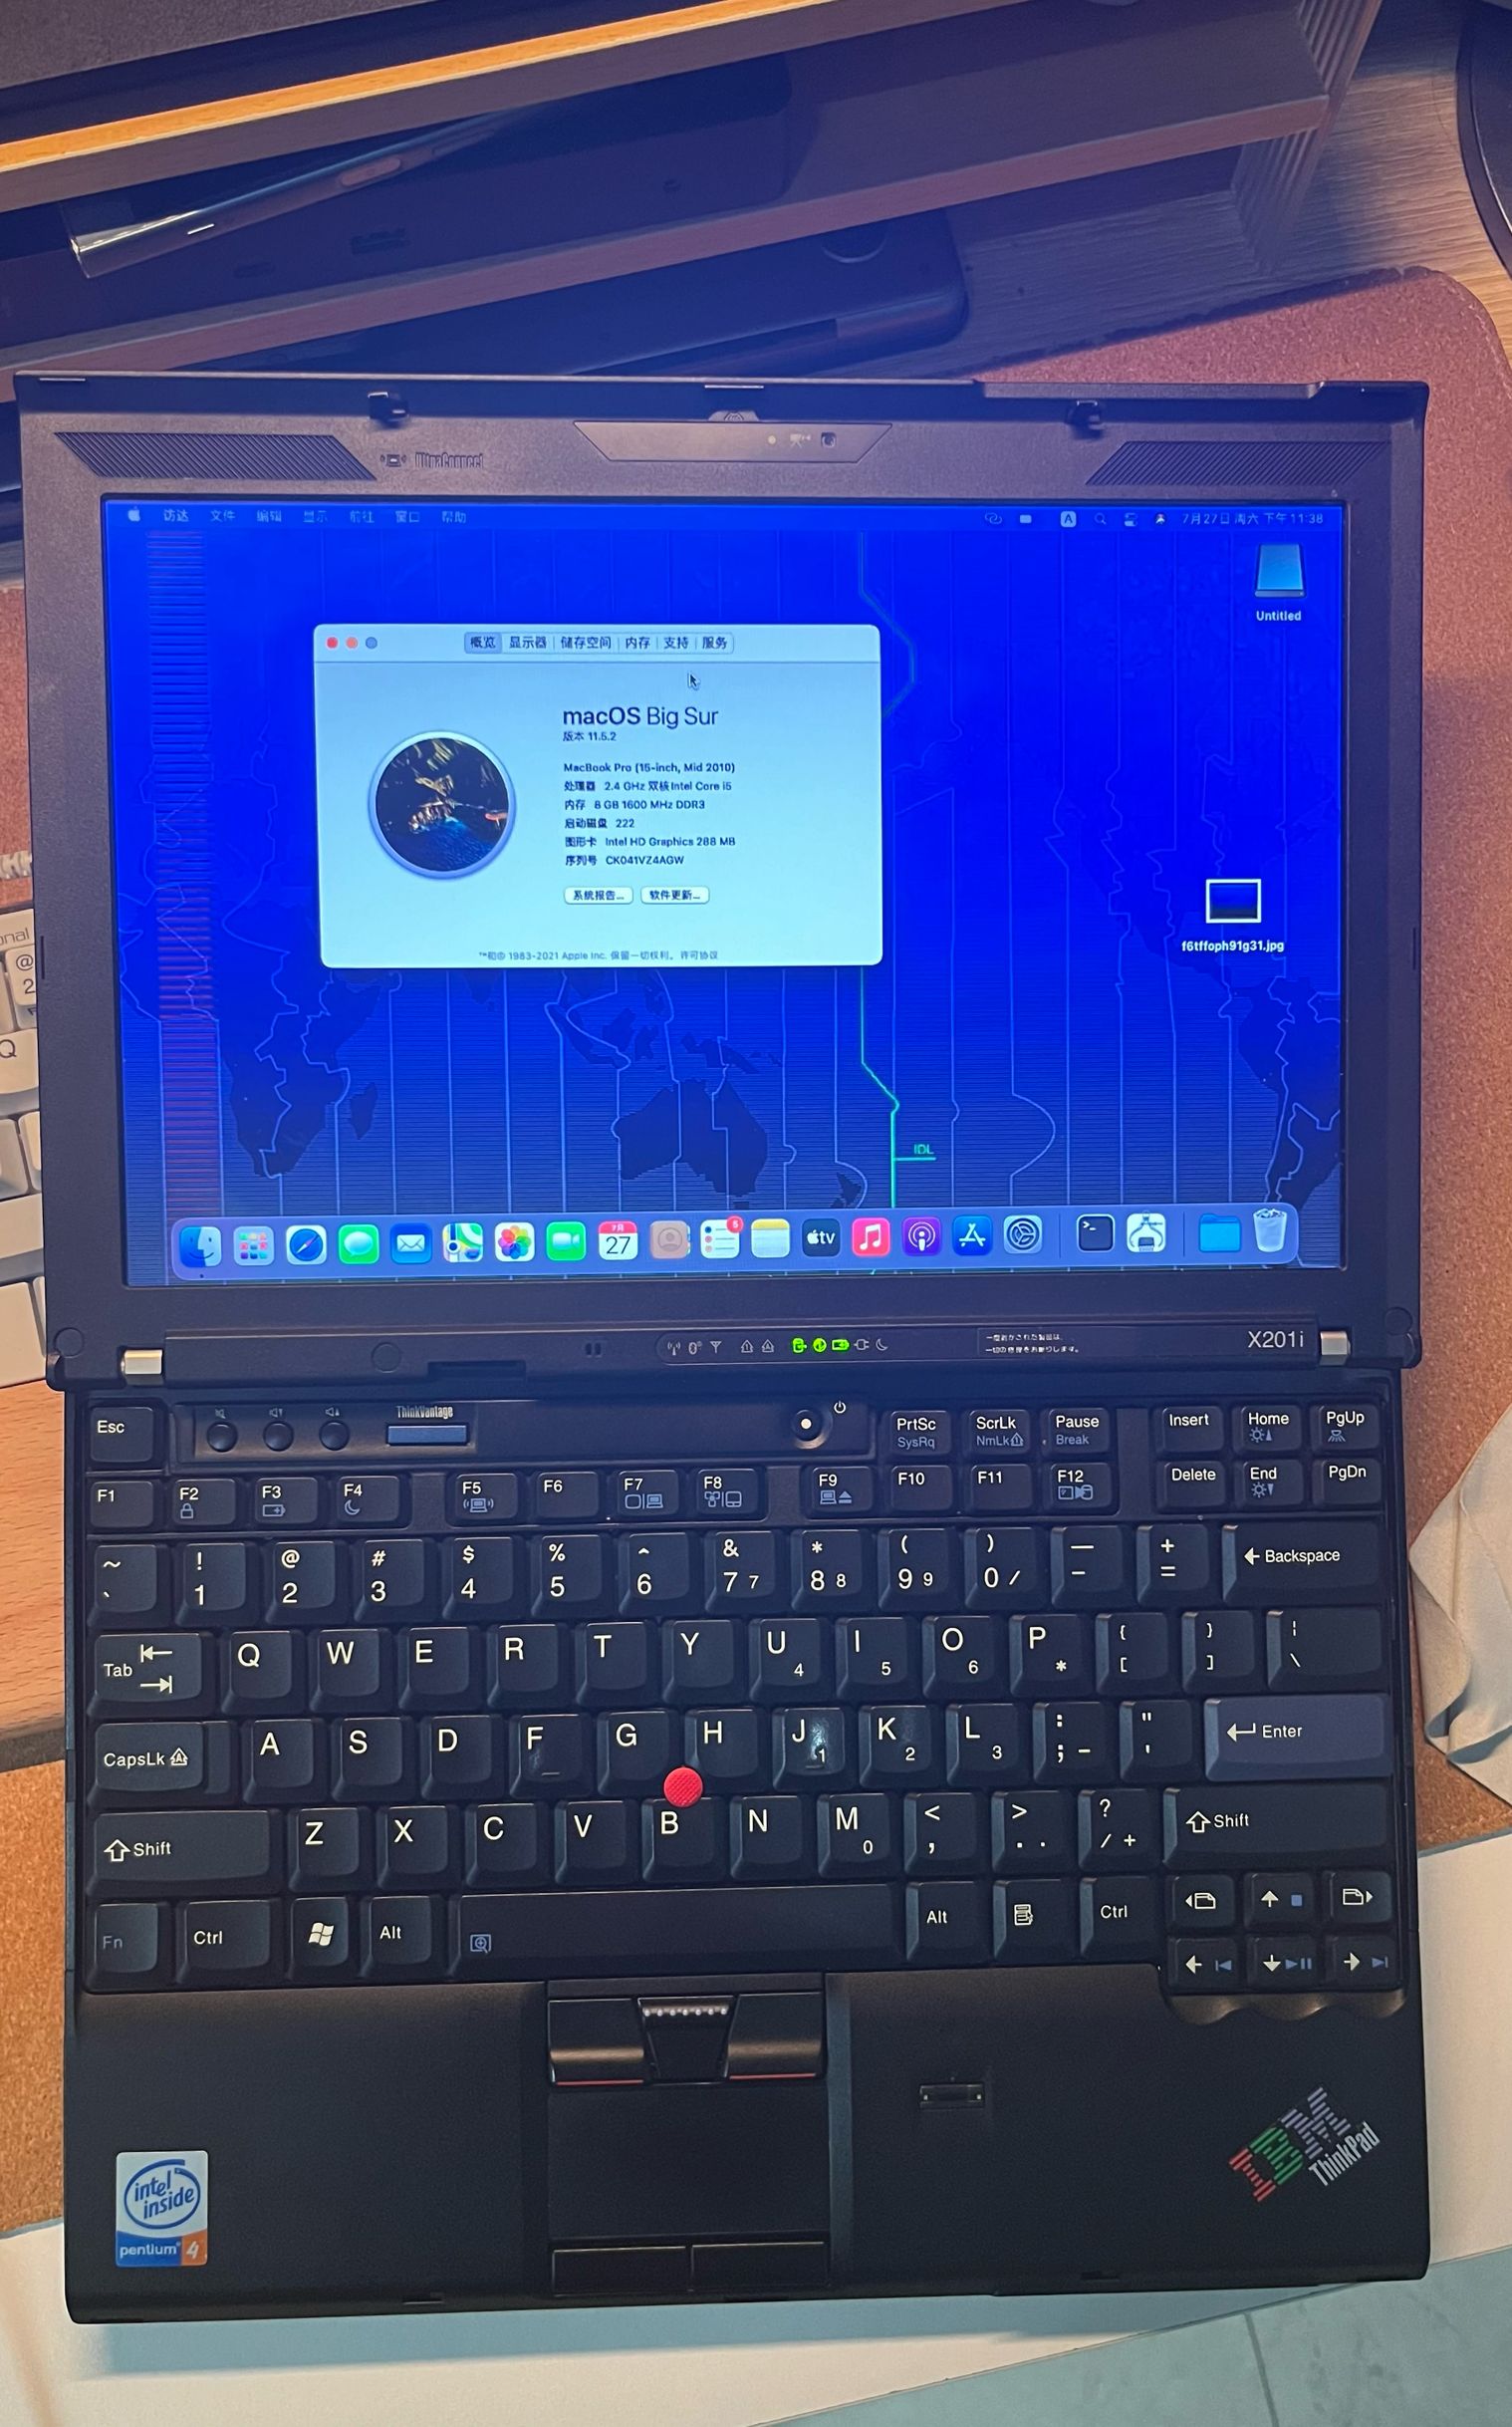 UltraConnect
访达 文件 编辑 显示 前往 窗口 帮助
A
7月27日 周六 下午11:38
Untitled
概览 显示器 储存空间 内存 支持 服务
macOS Big Sur
版本 11.5.2
MacBook Pro (15-inch, Mid 2010)
处理器 2.4 GHz 双核Intel Core i5
内存 8 GB 1600 MHz DDR3
启动磁盘 222
图形卡 Intel HD Graphics 288 MB
序列号 CK041VZ4AGW
系统报告... 软件更新...
™和© 1983-2021 Apple Inc. 保留一切权利。许可协议
f6tffoph91g31.jpg
IDL
7月
27
5
tv
X201i
Esc
ThinkVantage
PrtSc ScrLk Pause Insert Home PgUp
SysRq NmLk Break
F1 F2 F3 F4 F5 F6 F7 F8 F9 F10 F11 F12 Delete End PgDn
~ ! @ # $ % ^ & * ( ) — +
` 1 2 3 4 5 6 7 7 8 8 9 9 0 / - = Backspace
Tab Q W E R T Y U 4 I 5 O 6 P * { [ } ] ¦ \
CapsLk A S D F G H J 1 K 2 L 3 : ; - " ' Enter
Shift Z X C V B N M 0 < , > . . ? / + Shift
Fn Ctrl Alt Alt Ctrl
intel
inside
pentium 4
IBM
ThinkPad
onal
@
2
Q